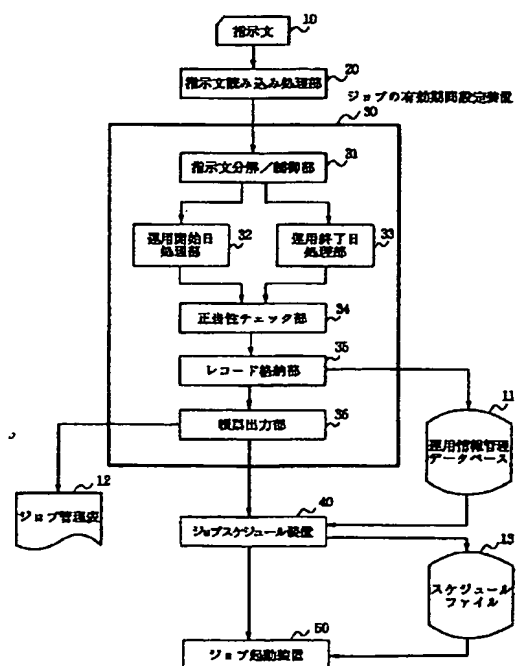 10
指示文
20
指示文読み込み処理部
ジョブの有効期間設定装置
30
31
指示文分解/制御部
運用開始日
処理部
32
運用終了日
処理部
33
正当性チェック部
34
35
レコード格納部
36
帳票出力部
11
運用情報管理
データベース
12
ジョブ管理表
40
ジョブスケジュール装置
13
スケジュール
ファイル
50
ジョブ起動装置